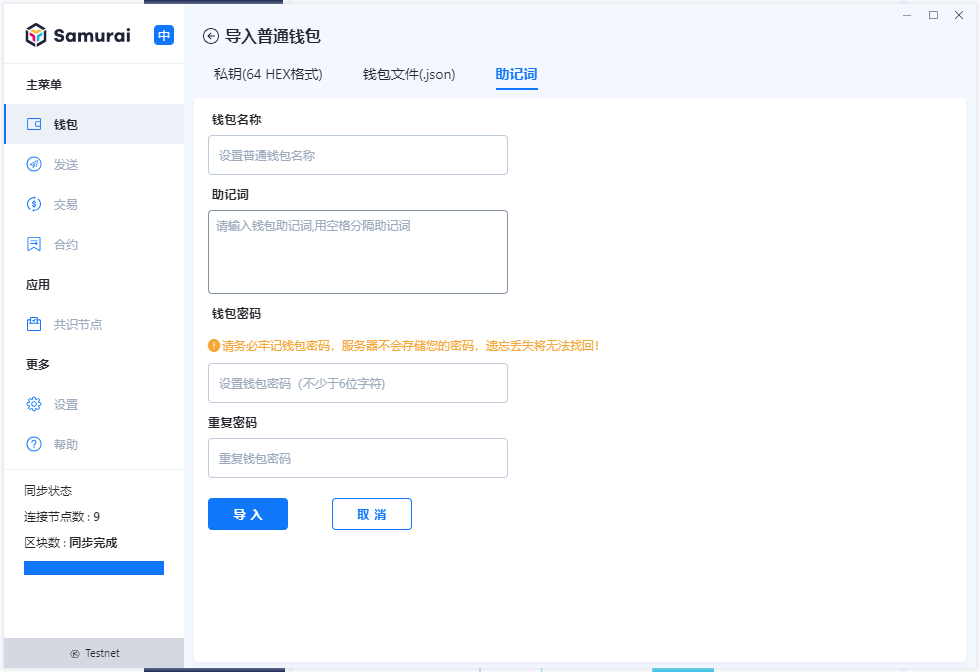 Samurai
中
主菜单
钱包
发送
交易
合约
应用
共识节点
更多
设置
帮助
同步状态
连接节点数 : 9
区块数 : 同步完成
Testnet
导入普通钱包
私钥(64 HEX格式)
钱包文件(.json)
助记词
钱包名称
设置普通钱包名称
助记词
请输入钱包助记词,用空格分隔助记词
钱包密码
请务必牢记钱包密码，服务器不会存储您的密码，遗忘丢失将无法找回！
设置钱包密码（不少于6位字符)
重复密码
重复钱包密码
导 入
取 消